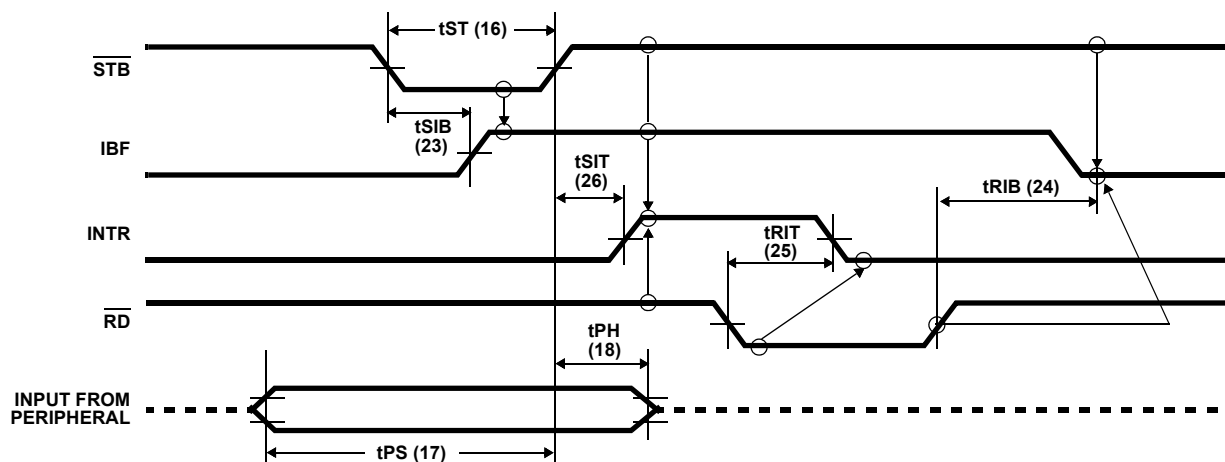 tST (16)
STB
tSIB
(23)
IBF
tSIT
(26)
tRIB (24)
INTR
tRIT
(25)
RD
tPH
(18)
INPUT FROM
PERIPHERAL
tPS (17)